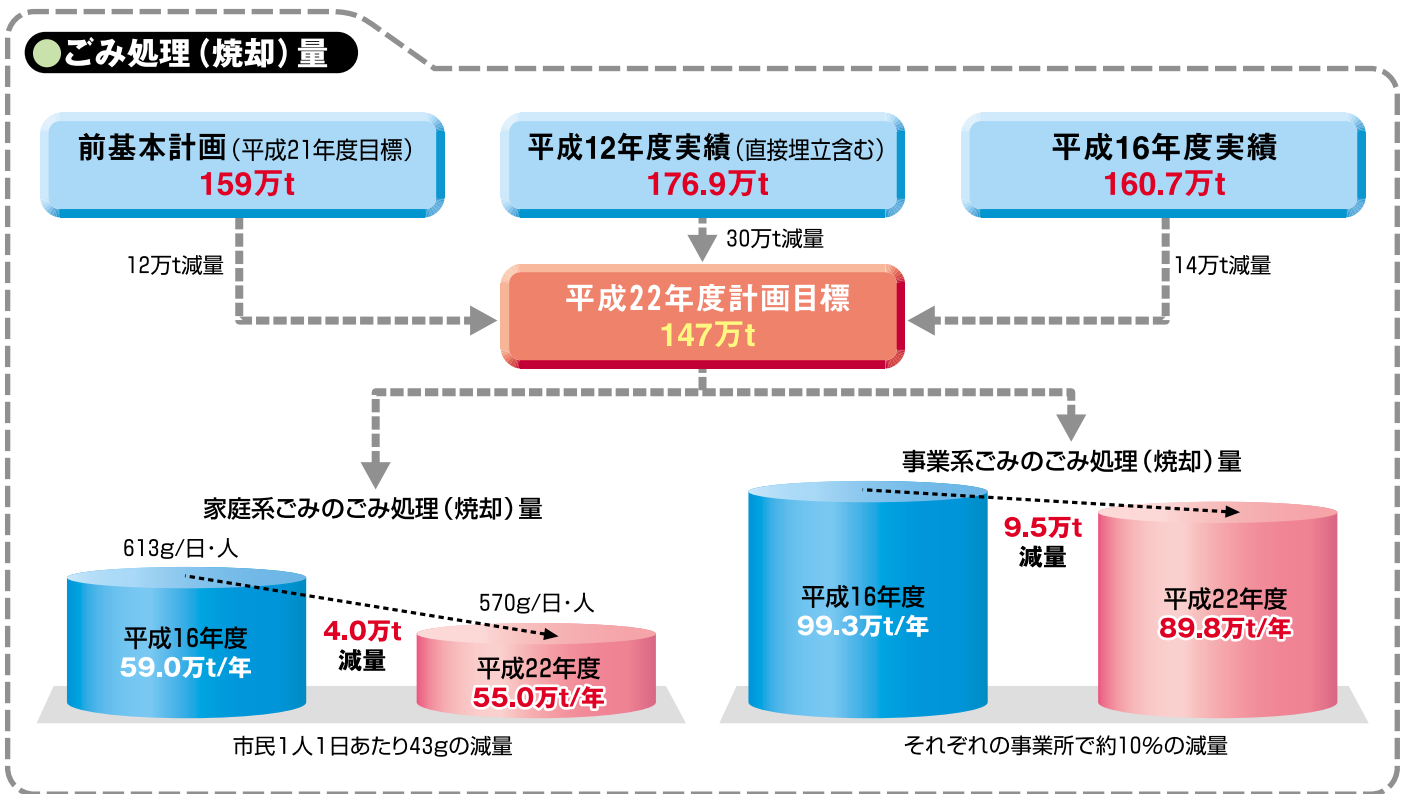 ●ごみ処理(焼却)量
前基本計画(平成21年度目標)
159万t
平成12年度実績(直接埋立含む)
176.9万t
平成16年度実績
160.7万t
12万t減量
30万t減量
14万t減量
平成22年度計画目標
147万t
家庭系ごみのごみ処理(焼却)量
613g/日・人
平成16年度
59.0万t/年
4.0万t
減量
570g/日・人
平成22年度
55.0万t/年
市民1人1日あたり43gの減量
事業系ごみのごみ処理(焼却)量
平成16年度
99.3万t/年
9.5万t
減量
平成22年度
89.8万t/年
それぞれの事業所で約10%の減量